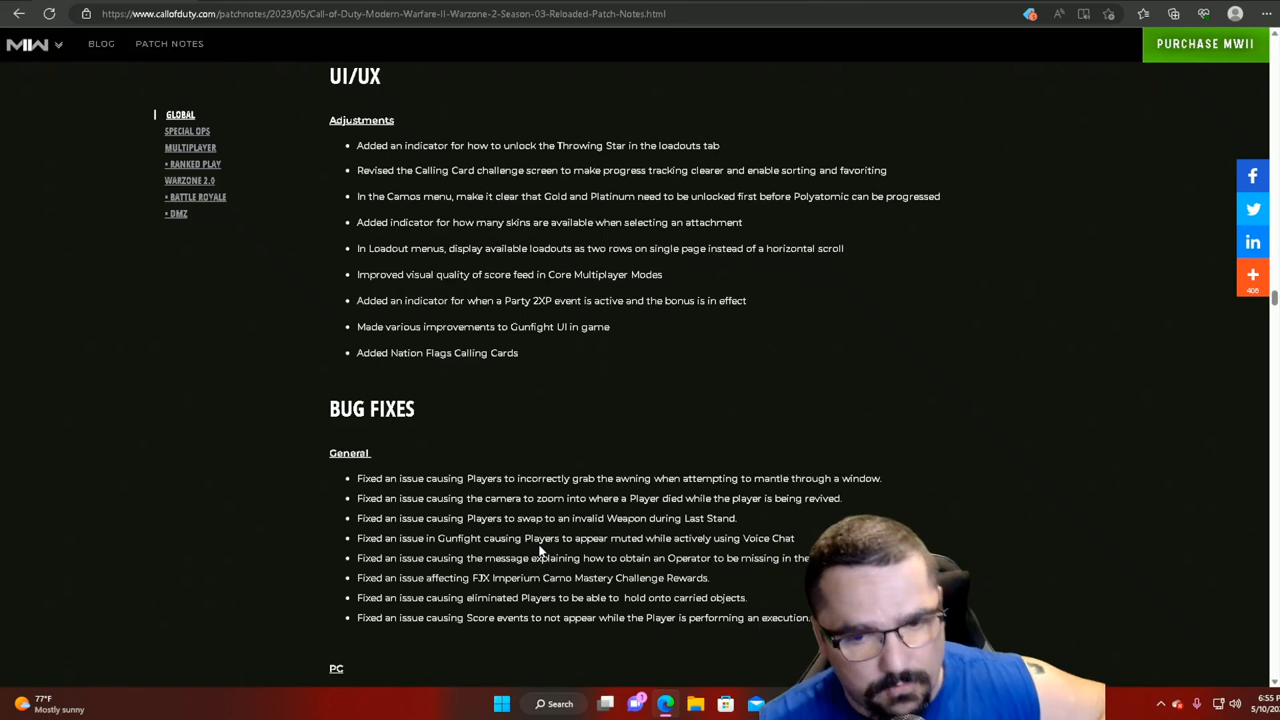 https://www.callofduty.com/patchnotes/2023/05/Call-of-Duty-Modern-Warfare-II-Warzone-2-Season-03-Reloaded-Patch-Notes.html
MWII BLOG PATCH NOTES PURCHASE MWII
UI/UX
GLOBAL
SPECIAL OPS
MULTIPLAYER
• RANKED PLAY
WARZONE 2.0
• BATTLE ROYALE
• DMZ
Adjustments
• Added an indicator for how to unlock the Throwing Star in the loadouts tab
• Revised the Calling Card challenge screen to make progress tracking clearer and enable sorting and favoriting
• In the Camos menu, make it clear that Gold and Platinum need to be unlocked first before Polyatomic can be progressed
• Added indicator for how many skins are available when selecting an attachment
• In Loadout menus, display available loadouts as two rows on single page instead of a horizontal scroll
• Improved visual quality of score feed in Core Multiplayer Modes
• Added an indicator for when a Party 2XP event is active and the bonus is in effect
• Made various improvements to Gunfight UI in game
• Added Nation Flags Calling Cards
408
BUG FIXES
General
• Fixed an issue causing Players to incorrectly grab the awning when attempting to mantle through a window.
• Fixed an issue causing the camera to zoom into where a Player died while the player is being revived.
• Fixed an issue causing Players to swap to an invalid Weapon during Last Stand.
• Fixed an issue in Gunfight causing Players to appear muted while actively using Voice Chat
• Fixed an issue causing the message explaining how to obtain an Operator to be missing in the
• Fixed an issue affecting FJX Imperium Camo Mastery Challenge Rewards.
• Fixed an issue causing eliminated Players to be able to hold onto carried objects.
• Fixed an issue causing Score events to not appear while the Player is performing an execution.
PC
77°F
Mostly sunny
Search
6:55
5/10/20